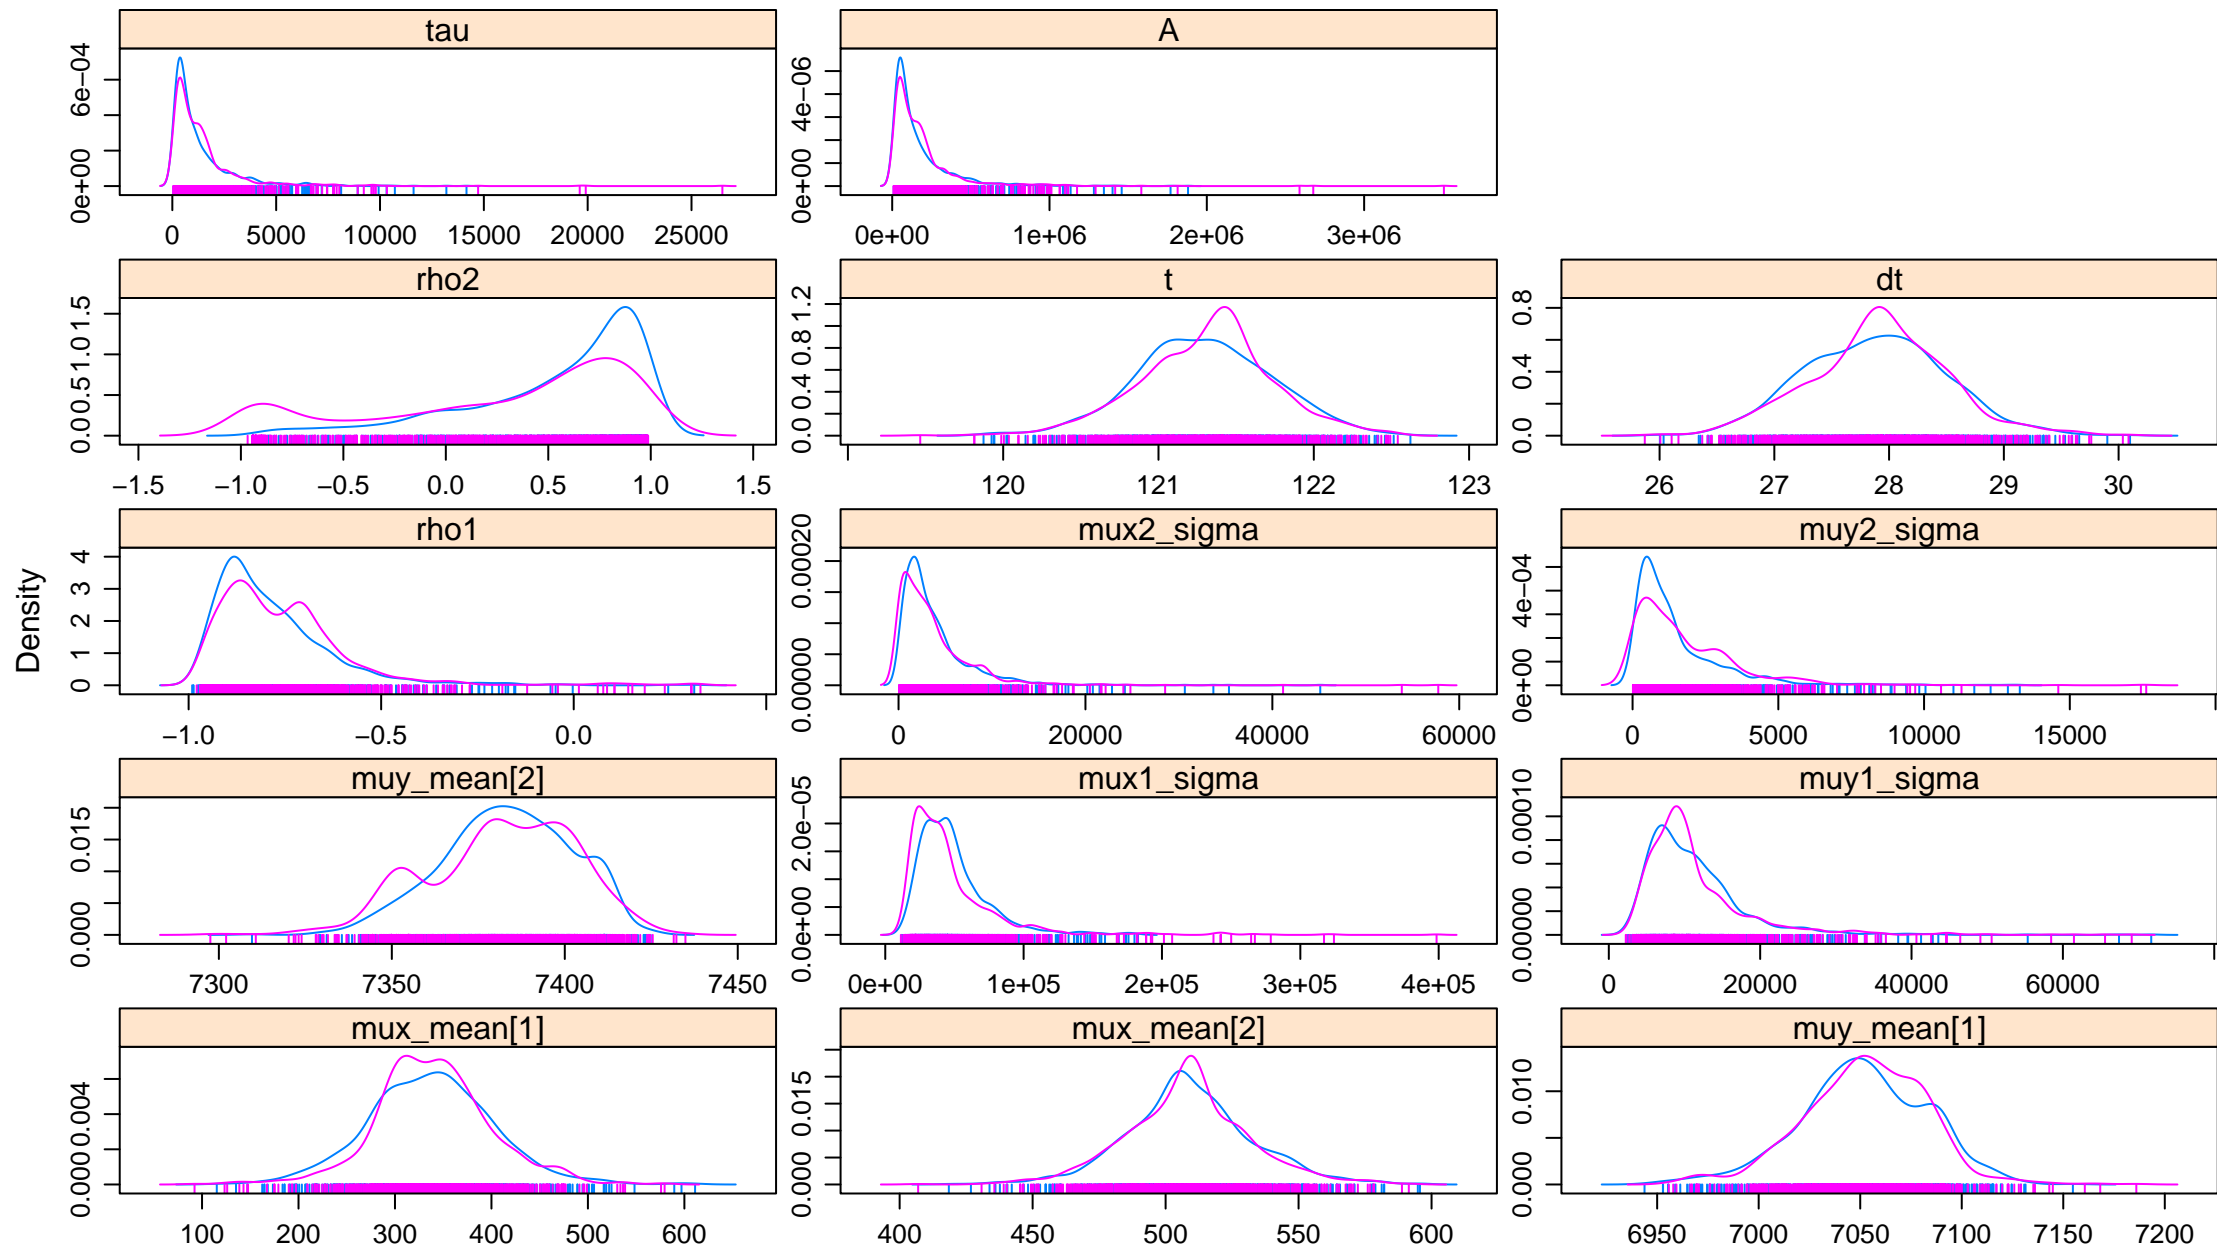 tau
A
0e+00 6e−04
0e+00 4e−06
0 5000 10000 15000 20000 25000
0e+00 1e+06 2e+06 3e+06
rho2
t
dt
0.0 0.5 1.0 1.5
0.0 0.4 0.8 1.2
0.0 0.4 0.8
−1.5 −1.0 −0.5 0.0 0.5 1.0 1.5
120 121 122 123
26 27 28 29 30
rho1
mux2_sigma
muy2_sigma
Density
0 1 2 3 4
0.00000 0.00020
0e+00 4e−04
−1.0 −0.5 0.0
0 20000 40000 60000
0 5000 10000 15000
muy_mean[2]
mux1_sigma
muy1_sigma
0.000 0.015
0.0e+00 2.0e−05
0.00000 0.00010
7300 7350 7400 7450
0e+00 1e+05 2e+05 3e+05 4e+05
0 20000 40000 60000
mux_mean[1]
mux_mean[2]
muy_mean[1]
0.000 0.004
0.000 0.015
0.000 0.010
100 200 300 400 500 600
400 450 500 550 600
6950 7000 7050 7100 7150 7200